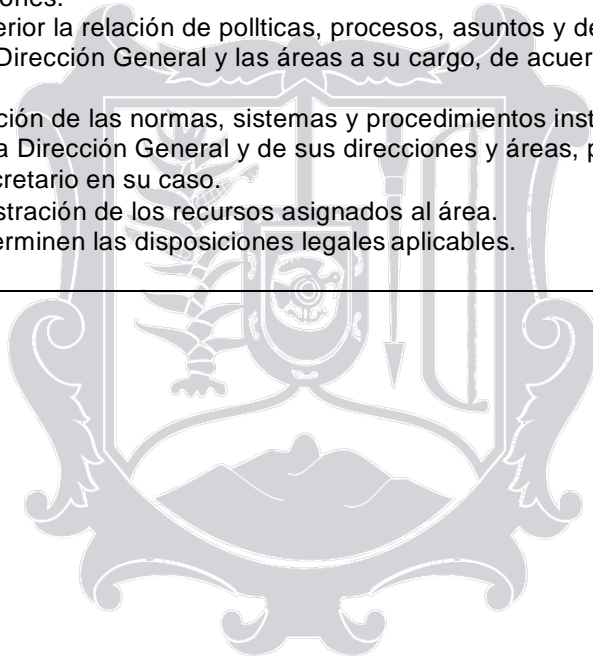 ones.
erior la relación de pollticas, procesos, asuntos y de
Dirección General y las áreas a su cargo, de acuer
ción de las normas, sistemas y procedimientos inst
a Dirección General y de sus direcciones y áreas, p
cretario en su caso.
stración de los recursos asignados al área.
erminen las disposiciones legales aplicables.